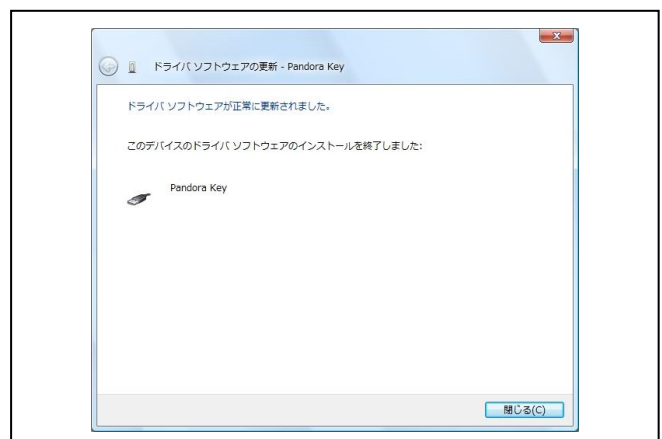 ドライバ ソフトウェアの更新 - Pandora Key
ドライバ ソフトウェアが正常に更新されました。
このデバイスのドライバ ソフトウェアのインストールを終了しました:
Pandora Key
閉じる(C)